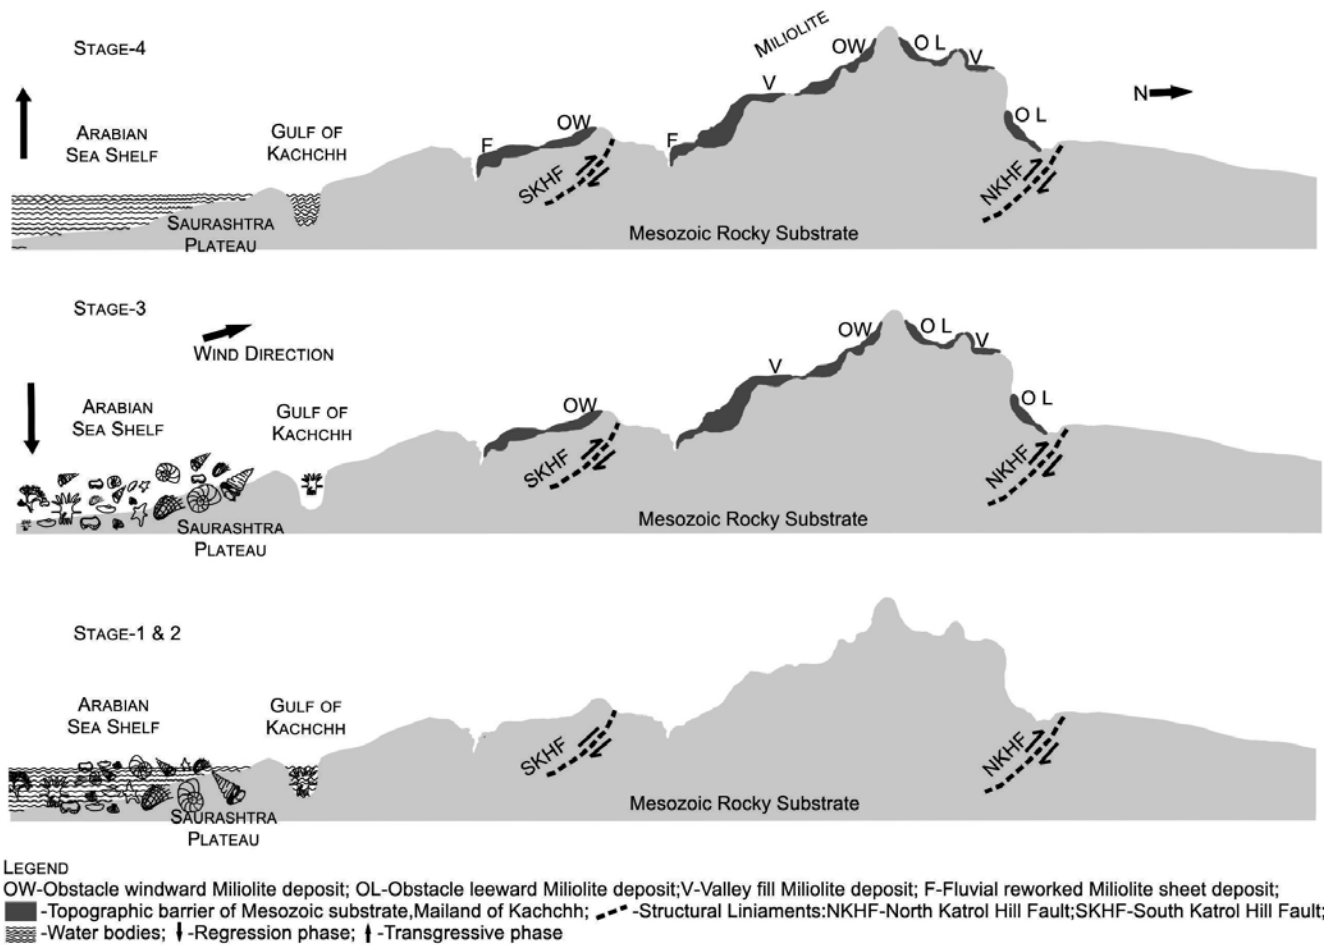 STAGE-4
MILIOLITE
OW
O L
V
V
N
ARABIAN
SEA SHELF
GULF OF
KACHCHH
O L
F
OW
F
SKHF
NKHF
SAURASHTRA
PLATEAU
Mesozoic Rocky Substrate
STAGE-3
WIND DIRECTION
OW
O L
V
V
ARABIAN
SEA SHELF
GULF OF
KACHCHH
OW
O L
SKHF
NKHF
SAURASHTRA
PLATEAU
Mesozoic Rocky Substrate
STAGE-1 & 2
ARABIAN
SEA SHELF
GULF OF
KACHCHH
SKHF
NKHF
SAURASHTRA
PLATEAU
Mesozoic Rocky Substrate
LEGEND
OW-Obstacle windward Miliolite deposit; OL-Obstacle leeward Miliolite deposit;V-Valley fill Miliolite deposit; F-Fluvial reworked Miliolite sheet deposit;
-Topographic barrier of Mesozoic substrate,Mailand of Kachchh; -Structural Liniaments:NKHF-North Katrol Hill Fault;SKHF-South Katrol Hill Fault;
-Water bodies; -Regression phase; -Transgressive phase